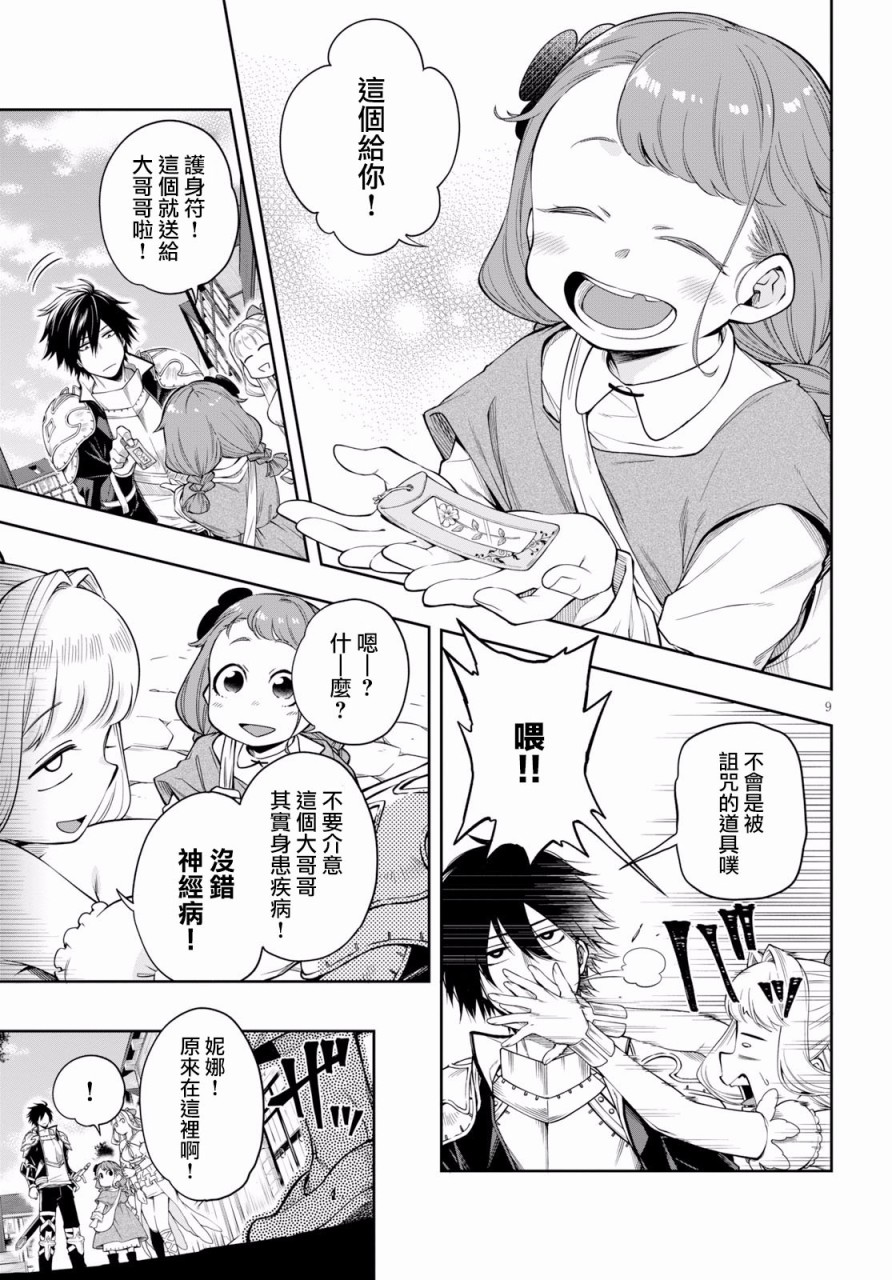 這個給你！
護身符！
這個就送給
大哥哥啦！
9
不會是被
詛咒的道具噗
喂!!
嗯—？
什—麼？
不要介意
這個大哥哥
其實身患疾病！
沒錯
神經病！
妮娜！
原來在這裡啊！
！